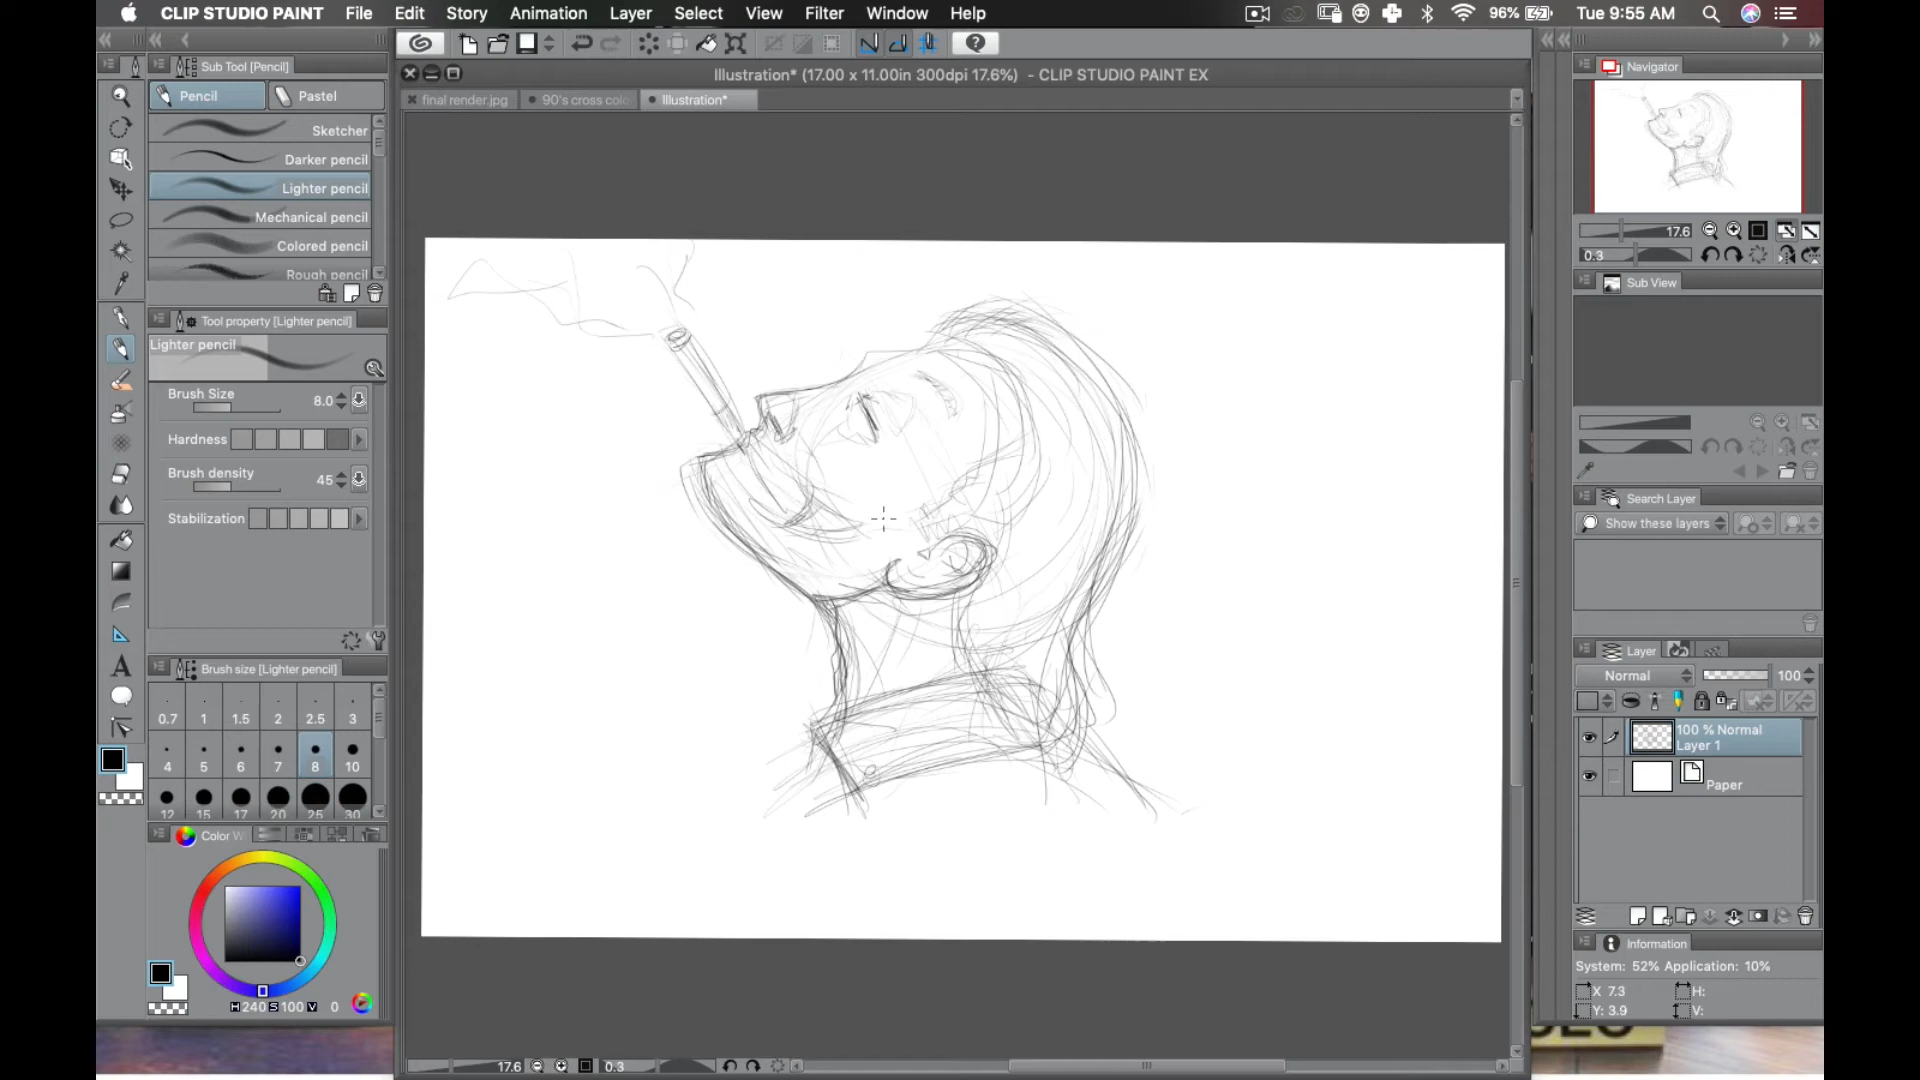 CLIP STUDIO PAINT File Edit Story Animation Layer Select View Filter Window Help 96% Tue 9:55 AM
Illustration* (17.00 x 11.00in 300dpi 17.6%) - CLIP STUDIO PAINT EX
final render.jpg 90's cross colo Illustration*
Sub Tool [Pencil]
Pencil Pastel
Sketcher
Darker pencil
Lighter pencil
Mechanical pencil
Colored pencil
Rough pencil
Tool property [Lighter pencil]
Lighter pencil
Brush Size 8.0
Hardness
Brush density 45
Stabilization
Brush size [Lighter pencil]
0.7 1 1.5 2 2.5 3
4 5 6 7 8 10
12 15 17 20 25 30
Color W
H 240 S 100 V 0
17.6 0.3
Navigator
17.6
0.3
Sub View
Search Layer
Show these layers
Layer
Normal 100
100 % Normal
Layer 1
Paper
Information
System: 52% Application: 10%
X 7.3 H:
Y: 3.9 V: